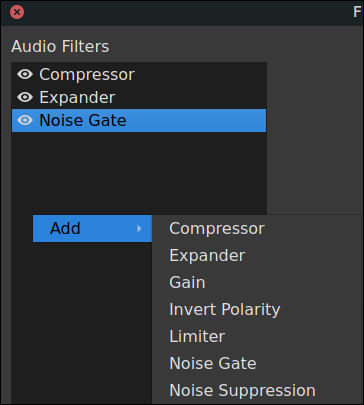 F
Audio Filters
Compressor
Expander
Noise Gate
Add
Compressor
Expander
Gain
Invert Polarity
Limiter
Noise Gate
Noise Suppression